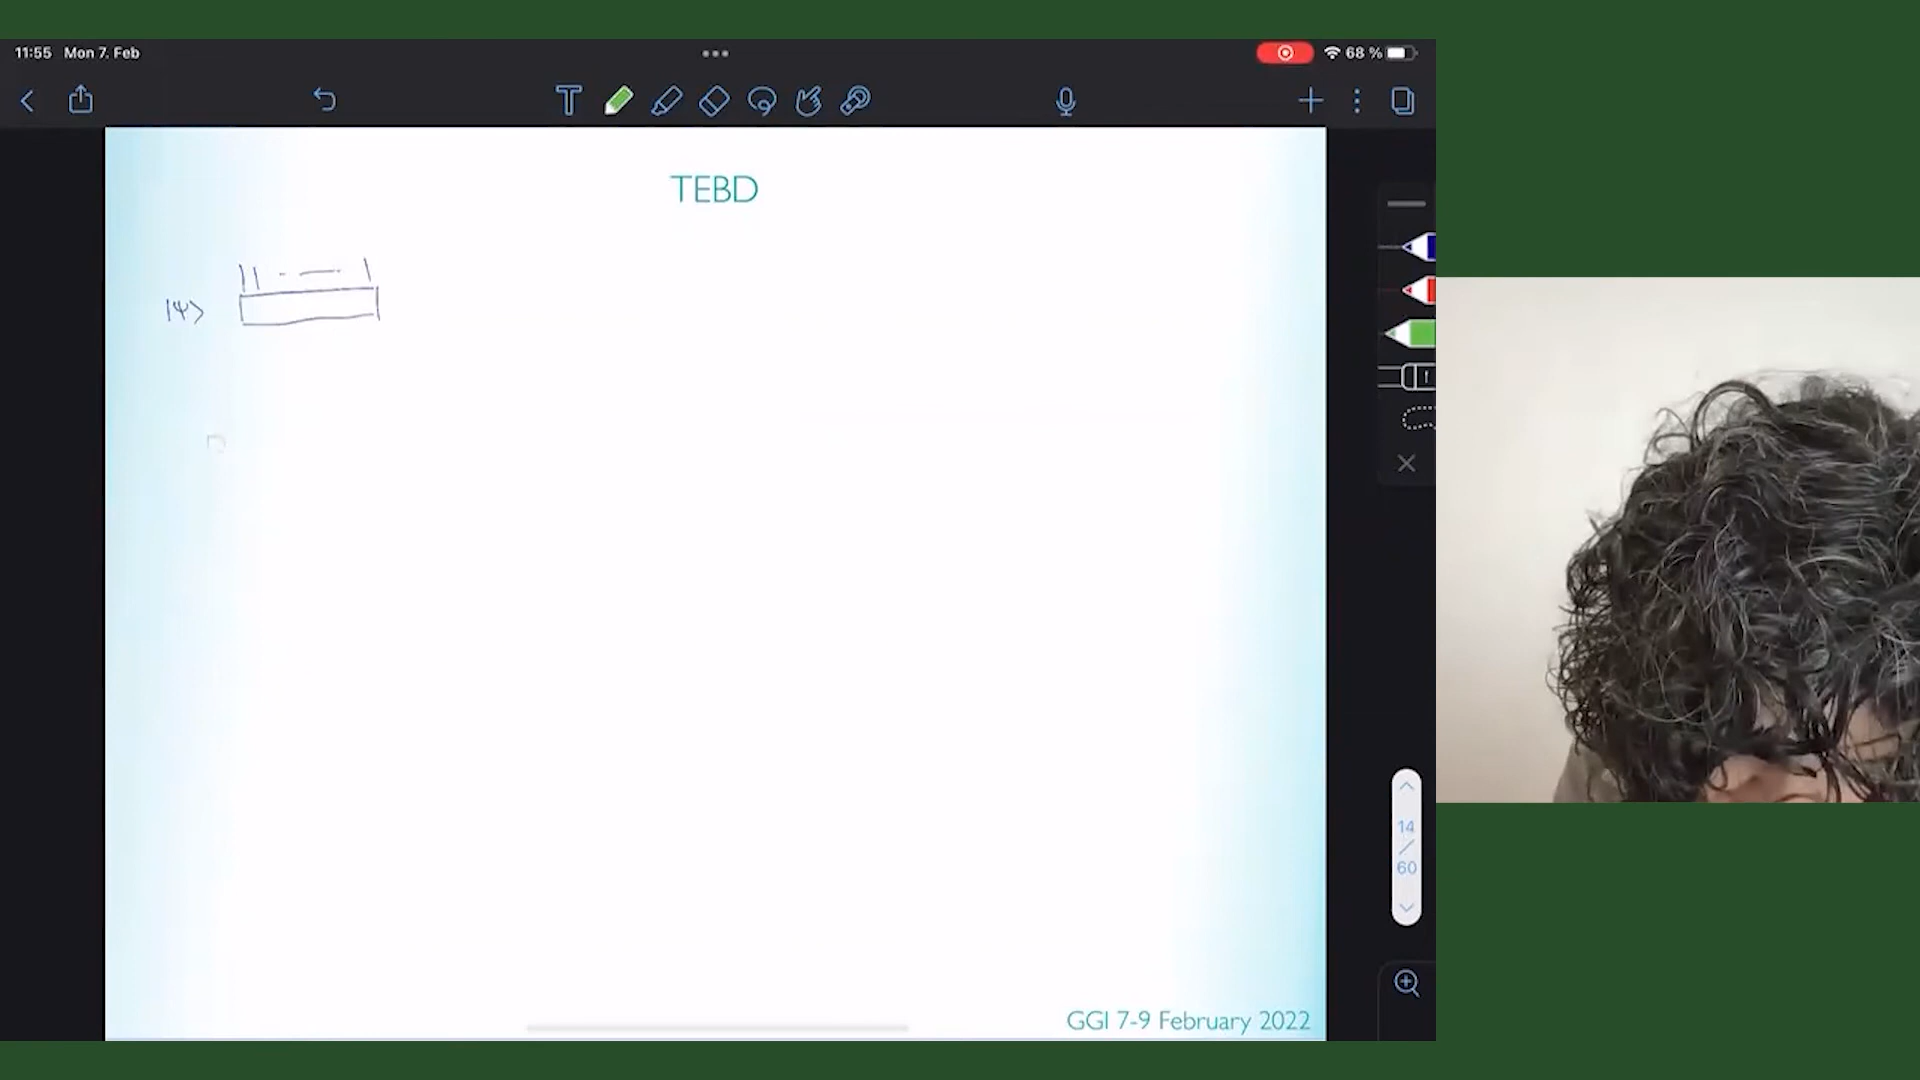 11:55 Mon 7. Feb
68 %
T
TEBD
|ψ>
14
/
60
GGI 7-9 February 2022